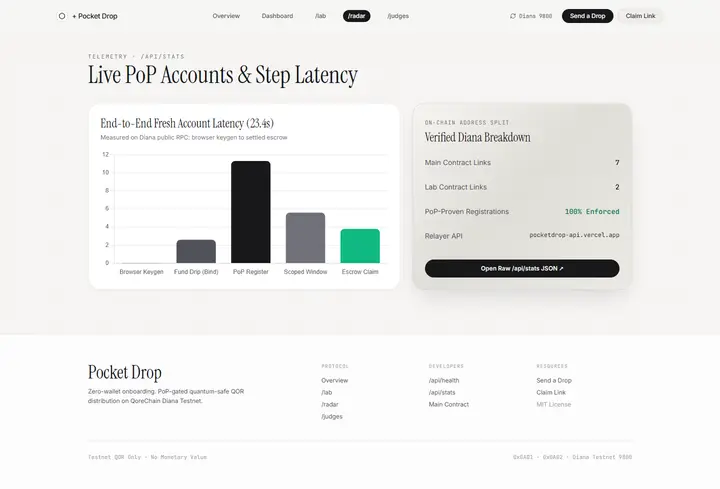 + Pocket Drop
Overview
Dashboard
/lab
/radar
/judges
Diana 9800
Send a Drop
Claim Link
TELEMETRY · /API/STATS
Live PoP Accounts & Step Latency
End-to-End Fresh Account Latency (23.4s)
Measured on Diana public RPC: browser keygen to settled escrow
12
10
8
6
4
2
0
Browser Keygen
Fund Drip (Bind)
PoP Register
Scoped Window
Escrow Claim
ON-CHAIN ADDRESS SPLIT
Verified Diana Breakdown
Main Contract Links 7
Lab Contract Links 2
PoP-Proven Registrations 100% Enforced
Relayer API pocketdrop-api.vercel.app
Open Raw /api/stats JSON ↗
Pocket Drop
Zero-wallet onboarding. PoP-gated quantum-safe QOR
distribution on QoreChain Diana Testnet.
PROTOCOL
Overview
/lab
/radar
/judges
DEVELOPERS
/api/health
/api/stats
Main Contract
RESOURCES
Send a Drop
Claim Link
MIT License
Testnet QOR Only · No Monetary Value
0x0A01 · 0x0A02 · Diana Testnet 9800